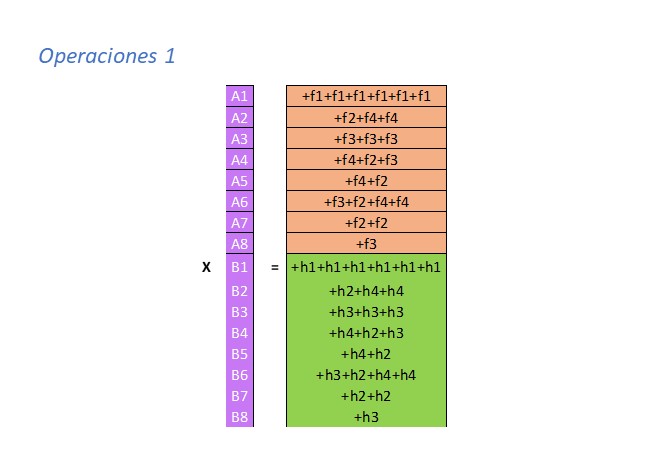 Operaciones 1
A1 +f1+f1+f1+f1+f1+f1
A2 +f2+f4+f4
A3 +f3+f3+f3
A4 +f4+f2+f3
A5 +f4+f2
A6 +f3+f2+f4+f4
A7 +f2+f2
A8 +f3
X B1 = +h1+h1+h1+h1+h1+h1
B2 +h2+h4+h4
B3 +h3+h3+h3
B4 +h4+h2+h3
B5 +h4+h2
B6 +h3+h2+h4+h4
B7 +h2+h2
B8 +h3